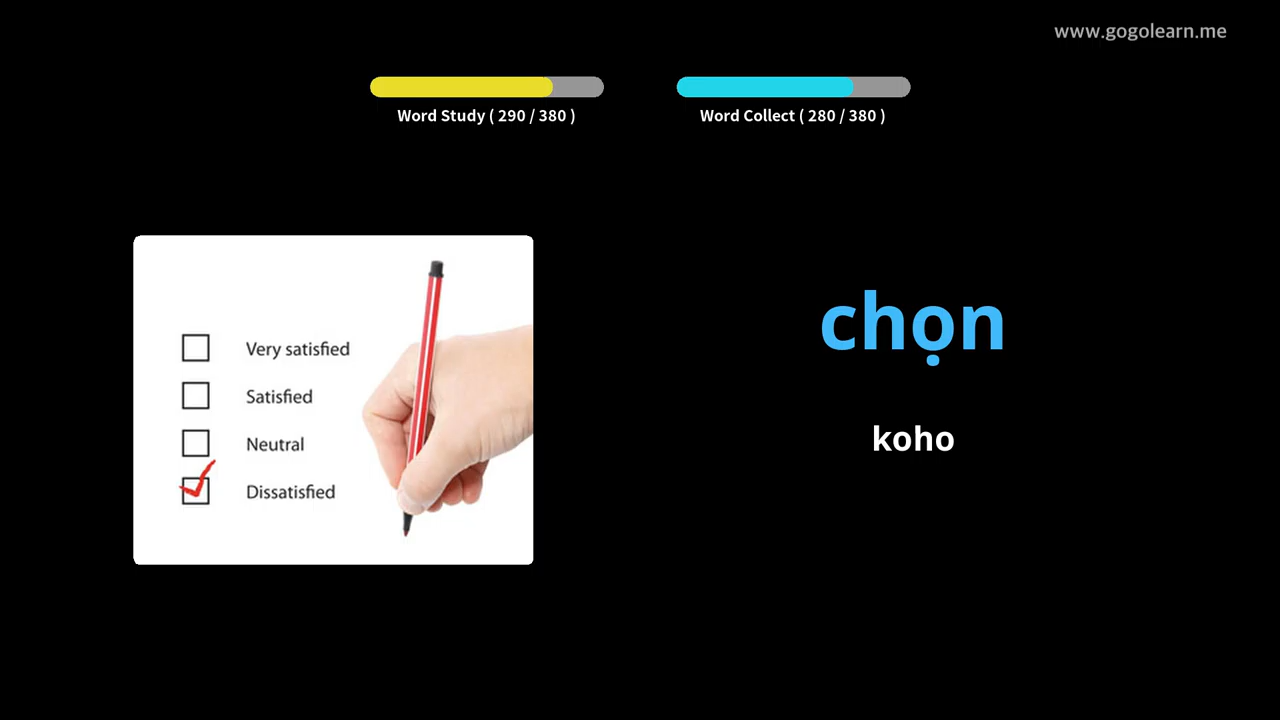 www.gogolearn.me
Word Study ( 290 / 380 )
Word Collect ( 280 / 380 )
Very satisfied
Satisfied
Neutral
Dissatisfied
chọn
koho